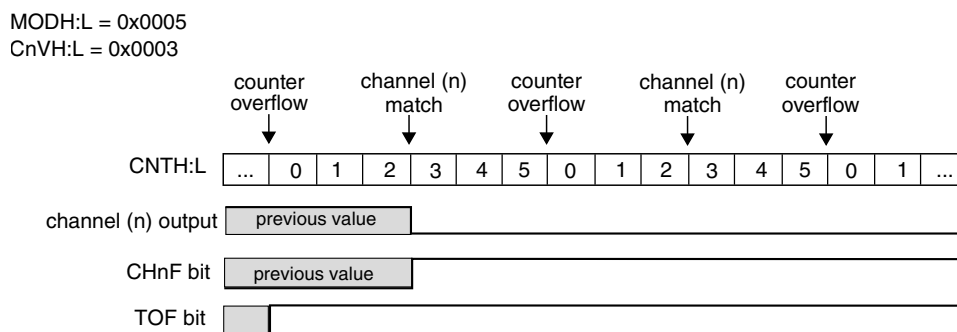 MODH:L = 0x0005
CnVH:L = 0x0003
counter overflow channel (n) match counter overflow channel (n) match counter overflow
CNTH:L ... 0 1 2 3 4 5 0 1 2 3 4 5 0 1 ...
channel (n) output previous value
CHnF bit previous value
TOF bit